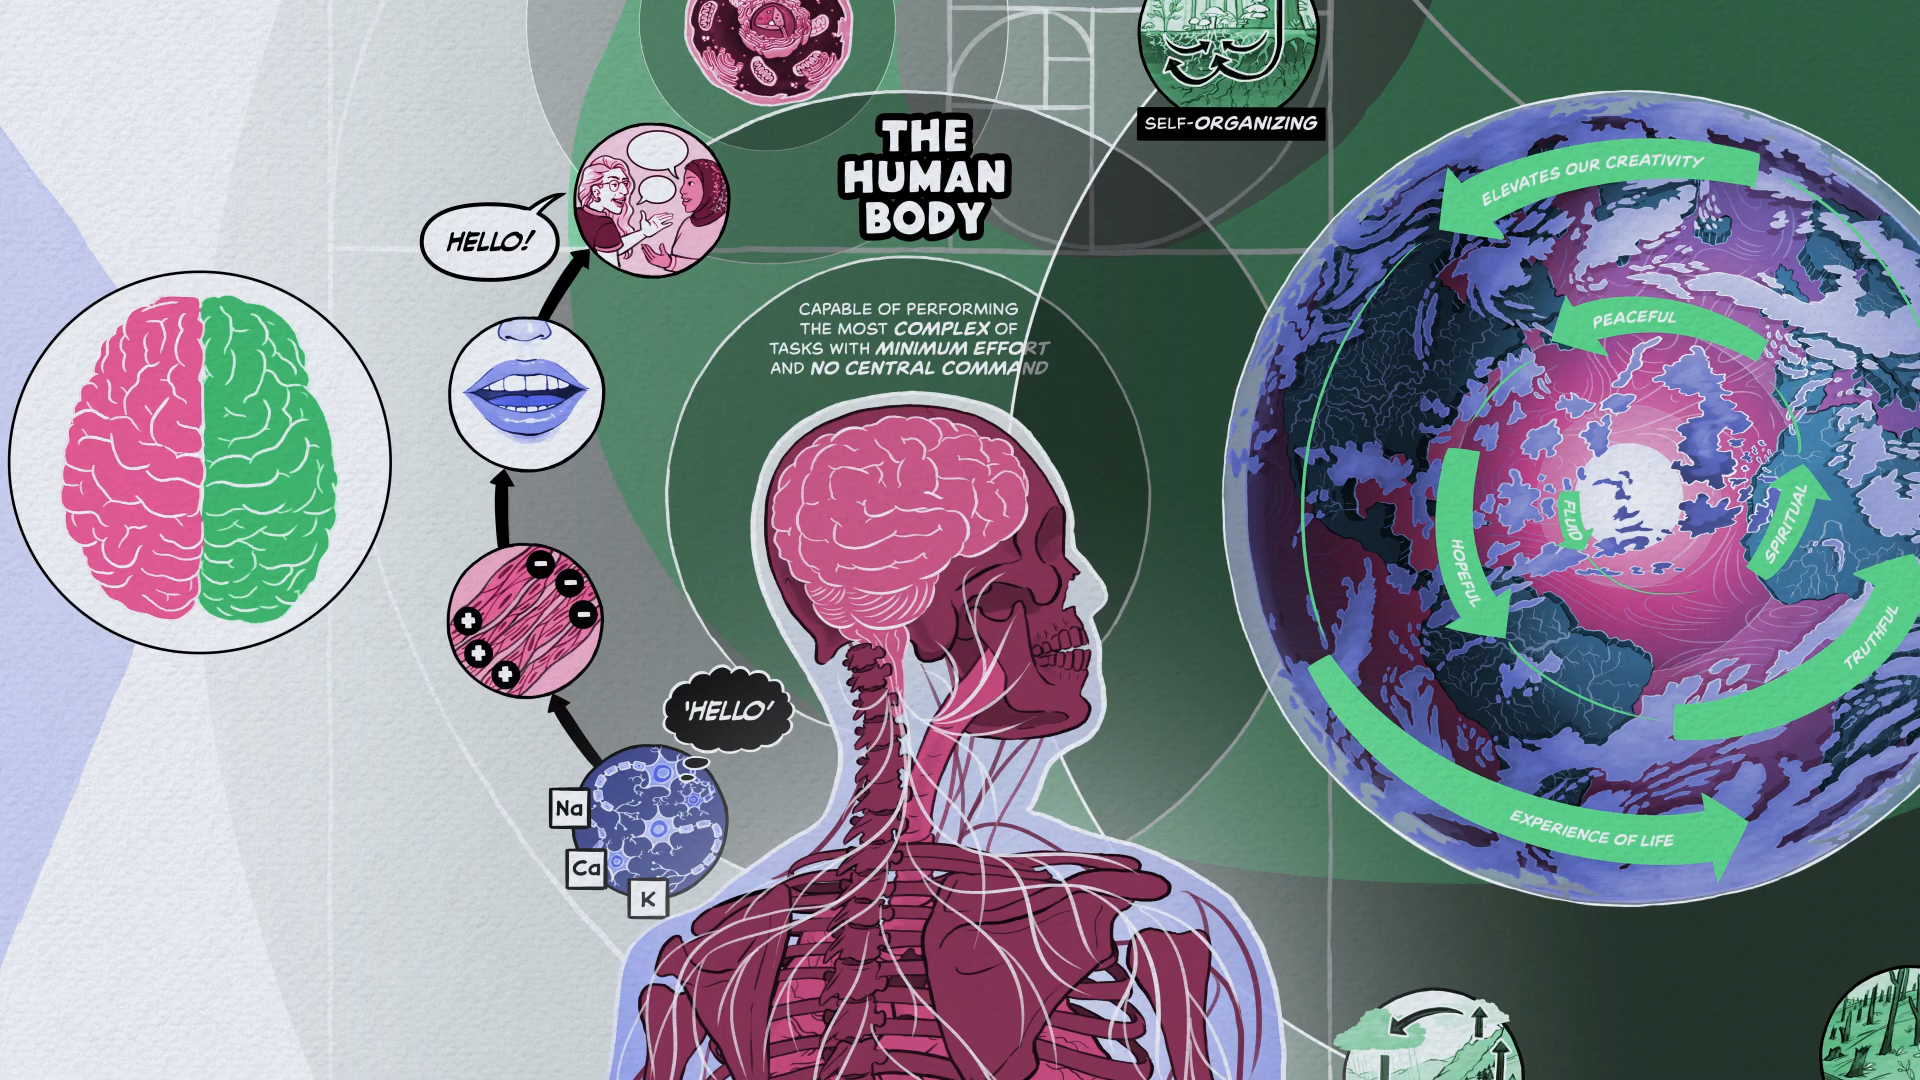 THE
HUMAN
BODY
SELF-ORGANIZING
HELLO!
CAPABLE OF PERFORMING
THE MOST COMPLEX OF
TASKS WITH MINIMUM EFFORT
AND NO CENTRAL COMMAND
'HELLO'
Na
Ca
K
ELEVATES OUR CREATIVITY
PEACEFUL
HOPEFUL
FLUID
SPIRITUAL
TRUTHFUL
EXPERIENCE OF LIFE